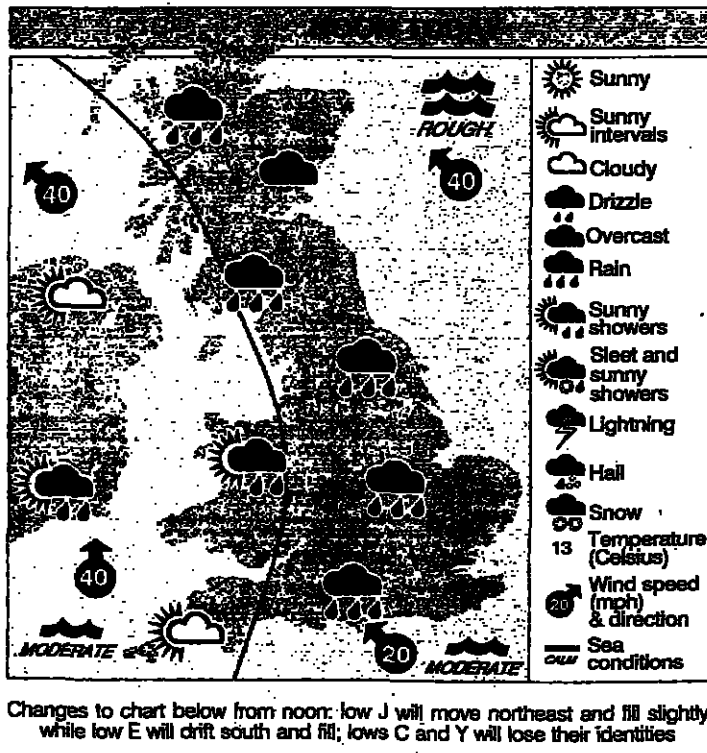 ROUGH
40
40
40
MODERATE
20
MODERATE
Sunny
Sunny
intervals
Cloudy
Drizzle
Overcast
Rain
Sunny
showers
Sleet and
sunny
showers
Lightning
Hail
Snow
13 Temperature
(Celsius)
20 Wind speed
(mph)
& direction
CALM Sea
conditions
Changes to chart below from noon: low J will move northeast and fill slightly
while low E will drift south and fill; lows C and Y will lose their identities